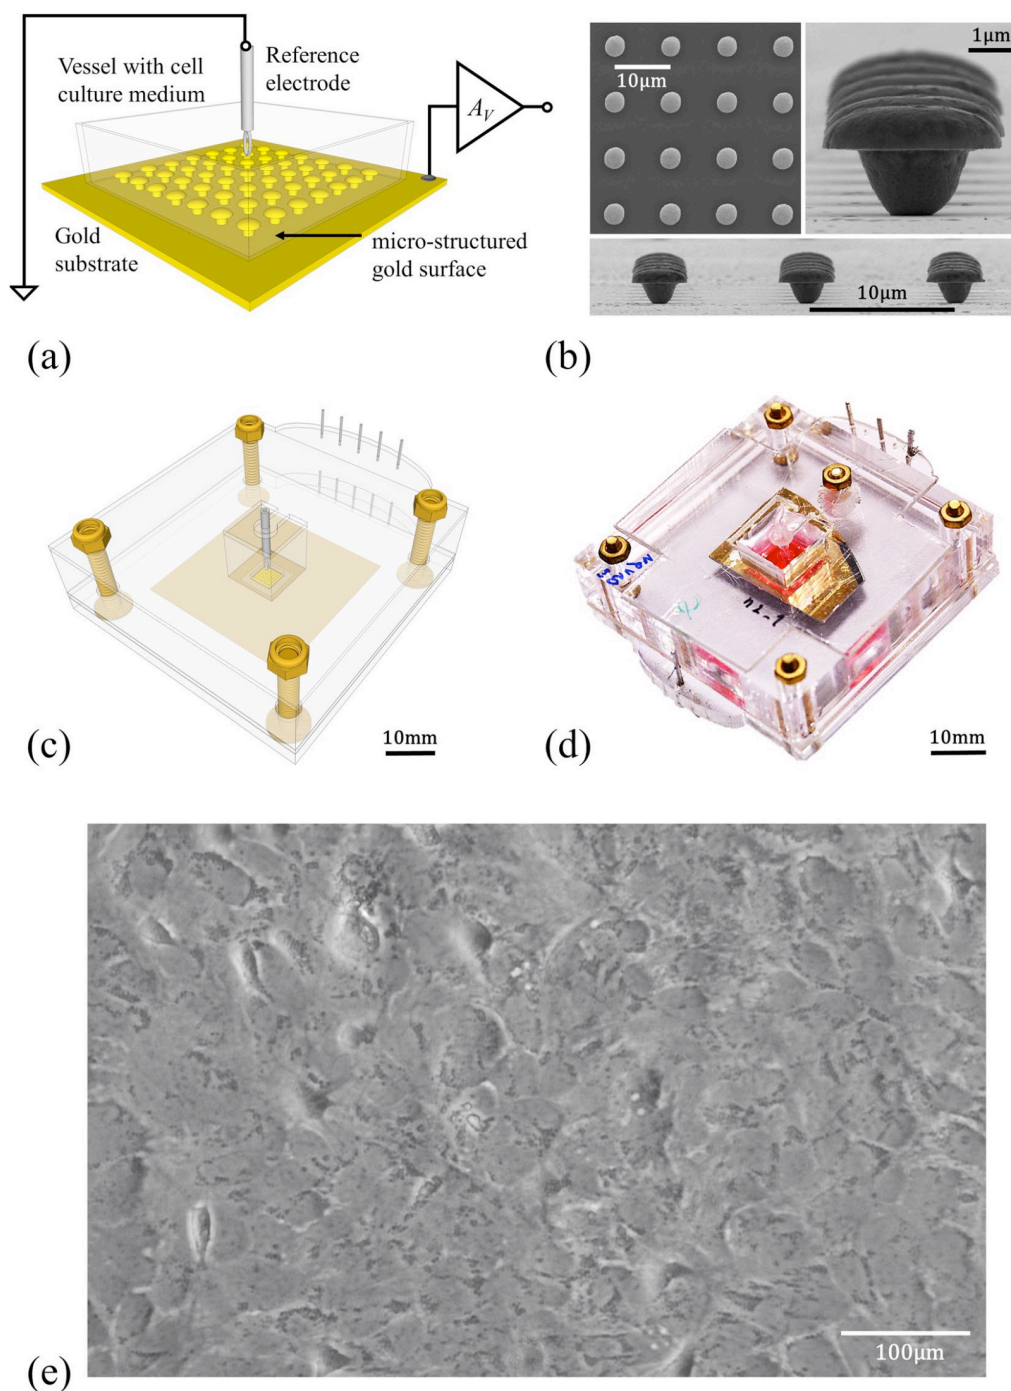 Vessel with cell
culture medium
Reference
electrode
A_V
Gold
substrate
micro-structured
gold surface
(a)
10μm
1μm
10μm
(b)
(c)
10mm
(d)
10mm
(e)
100μm